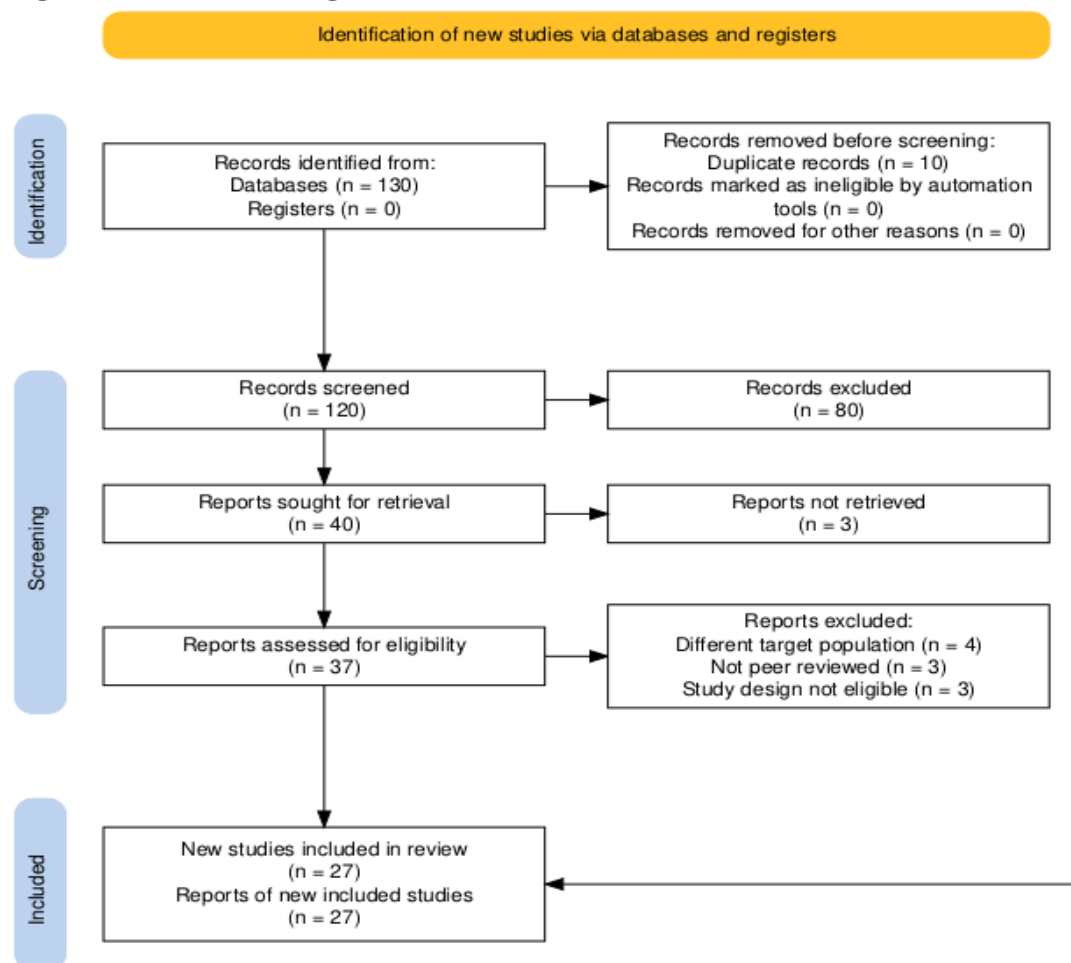 Identification of new studies via databases and registers
Identification
Records identified from:
Databases (n = 130)
Registers (n = 0)
Records removed before screening:
Duplicate records (n = 10)
Records marked as ineligible by automation
tools (n = 0)
Records removed for other reasons (n = 0)
Screening
Records screened
(n = 120)
Records excluded
(n = 80)
Reports sought for retrieval
(n = 40)
Reports not retrieved
(n = 3)
Reports assessed for eligibility
(n = 37)
Reports excluded:
Different target population (n = 4)
Not peer reviewed (n = 3)
Study design not eligible (n = 3)
Included
New studies included in review
(n = 27)
Reports of new included studies
(n = 27)